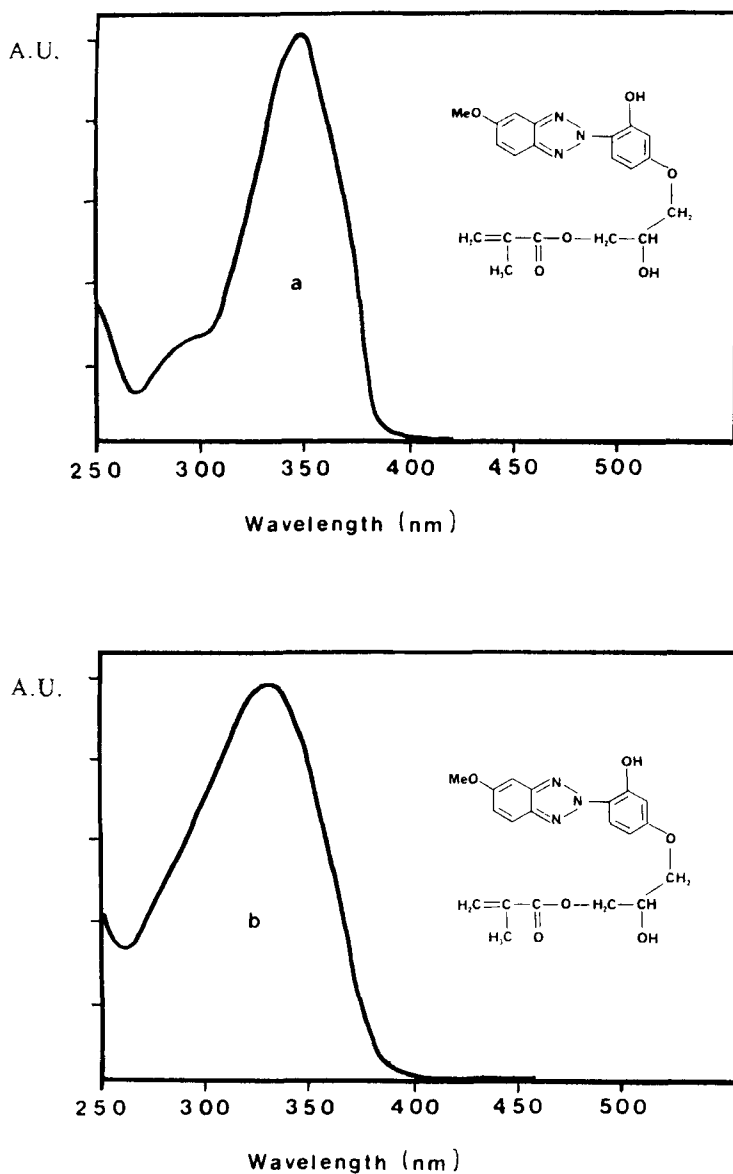 A.U.
OH
MeO
N
N
N
O
CH₂
H₂C=C-C-O-H₂C-CH
H₃C O OH
a
250 300 350 400 450 500
Wavelength (nm)
A.U.
OH
MeO
N
N
N
O
CH₂
H₂C=C-C-O--H₂C-CH
H₃C O OH
b
250 300 350 400 450 500
Wavelength (nm)